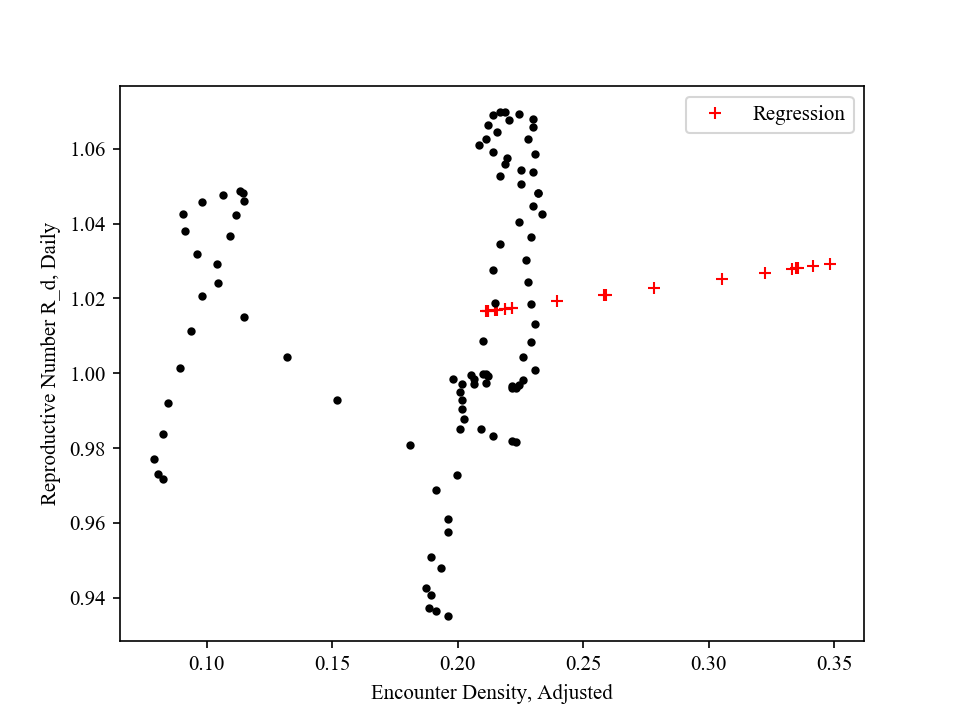 Regression
1.06
1.04
1.02
1.00
0.98
0.96
0.94
Reproductive Number R_d, Daily
0.10 0.15 0.20 0.25 0.30 0.35
Encounter Density, Adjusted